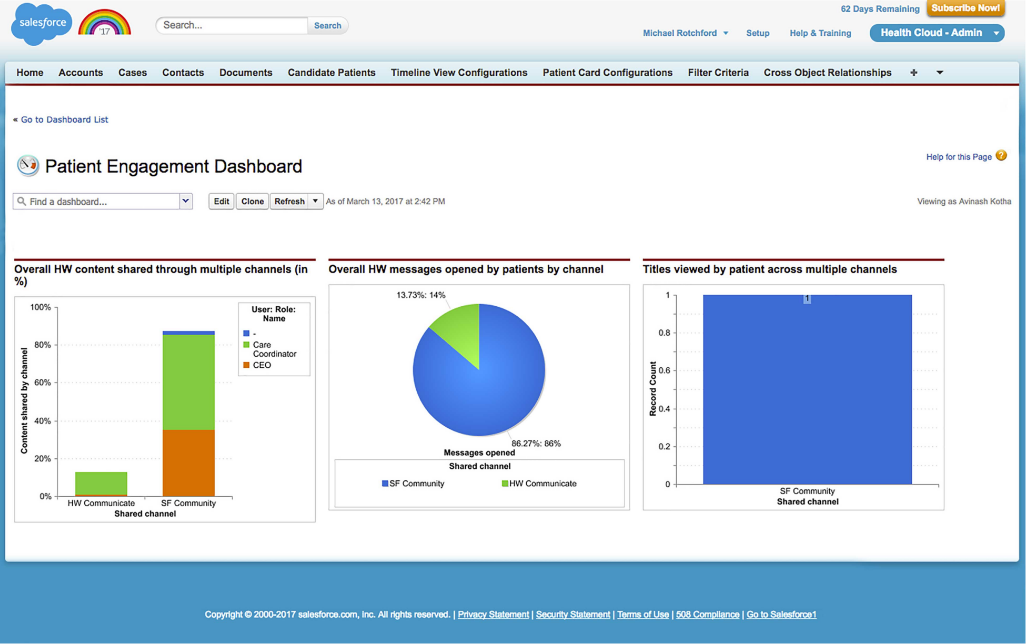 62 Days Remaining
Subscribe Now!
salesforce
'17
Search...
Search
Michael Rotchford
Setup
Help & Training
Health Cloud - Admin
Home Accounts Cases Contacts Documents Candidate Patients Timeline View Configurations Patient Card Configurations Filter Criteria Cross Object Relationships +
« Go to Dashboard List
Patient Engagement Dashboard
Help for this Page ?
Find a dashboard...
Edit Clone Refresh
As of March 13, 2017 at 2:42 PM
Viewing as Avinash Kotha
Overall HW content shared through multiple channels (in
%)
100%
80%
60%
40%
20%
0%
Content shared by channel
HW Communicate SF Community
Shared channel
User: Role:
Name
-
Care
Coordinator
CEO
Overall HW messages opened by patients by channel
13.73%: 14%
86.27%: 86%
Messages opened
Shared channel
SF Community HW Communicate
Titles viewed by patient across multiple channels
1
1
0.8
0.6
0.4
0.2
0
Record Count
SF Community
Shared channel
Copyright © 2000-2017 salesforce.com, inc. All rights reserved. | Privacy Statement | Security Statement | Terms of Use | 508 Compliance | Go to Salesforce1